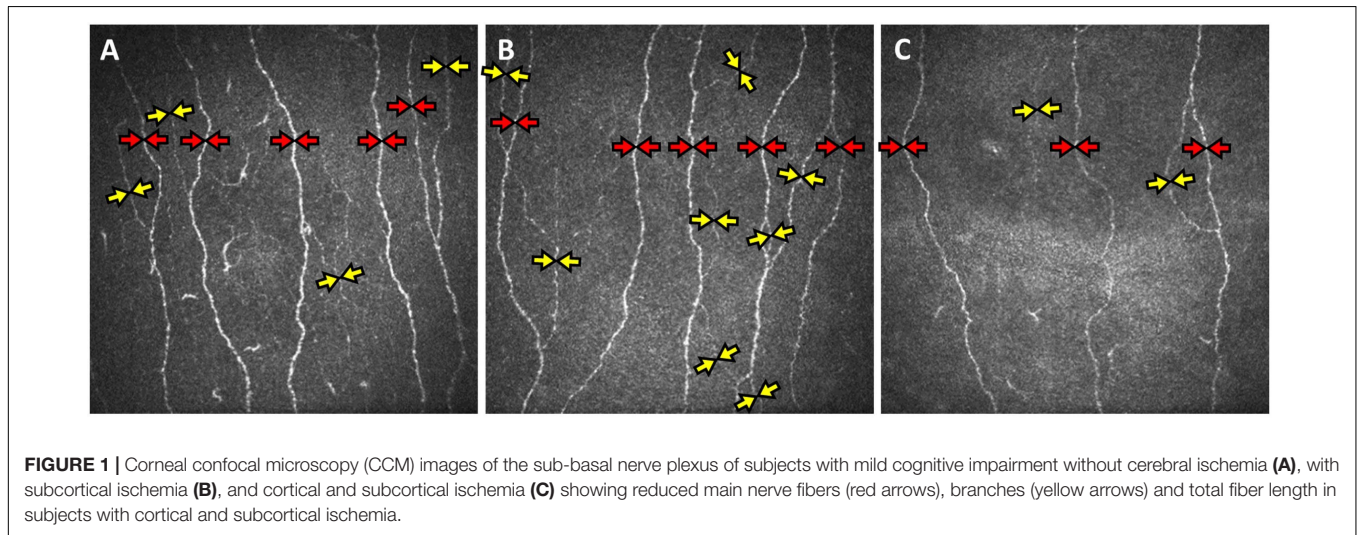 A B C
FIGURE 1 | Corneal confocal microscopy (CCM) images of the sub-basal nerve plexus of subjects with mild cognitive impairment without cerebral ischemia (A), with
subcortical ischemia (B), and cortical and subcortical ischemia (C) showing reduced main nerve fibers (red arrows), branches (yellow arrows) and total fiber length in
subjects with cortical and subcortical ischemia.